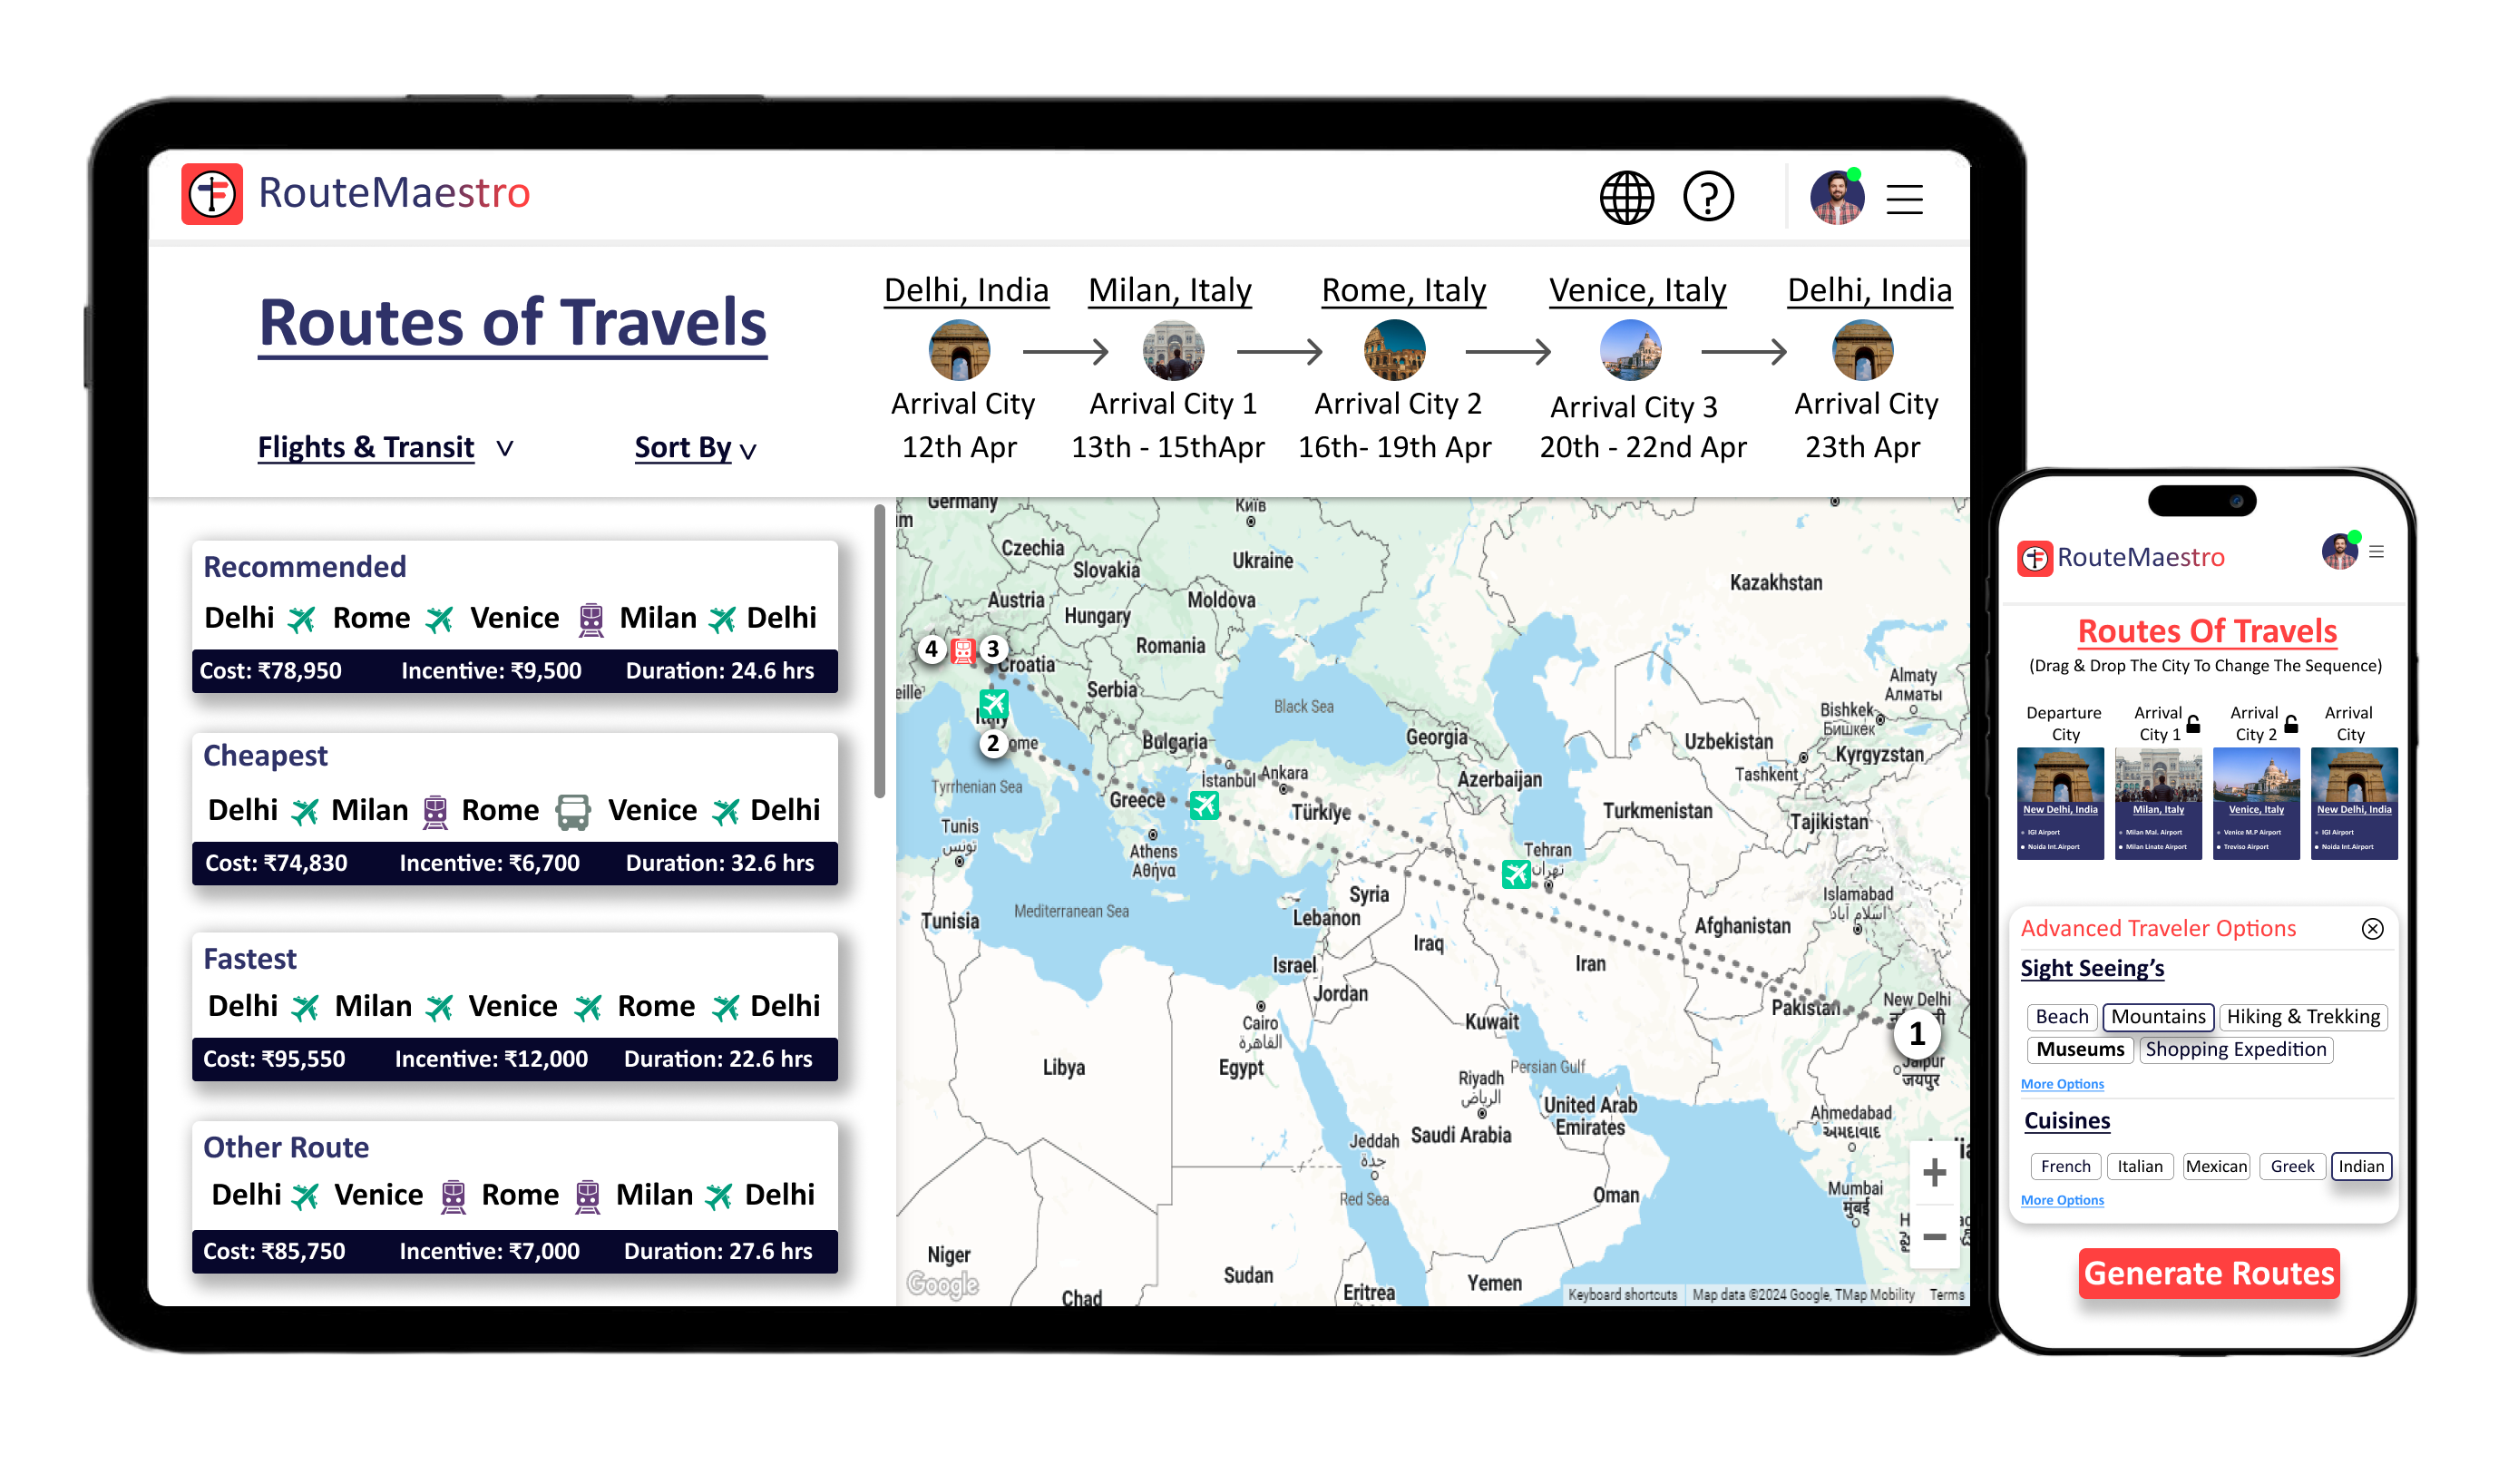 RouteMaestro
Routes of Travels
Flights & Transit
Sort By
Delhi, India
Arrival City
12th Apr
Milan, Italy
Arrival City 1
13th - 15thApr
Rome, Italy
Arrival City 2
16th- 19th Apr
Venice, Italy
Arrival City 3
20th - 22nd Apr
Delhi, India
Arrival City
23th Apr
Recommended
Delhi Rome Venice Milan Delhi
Cost: ₹78,950 Incentive: ₹9,500 Duration: 24.6 hrs
Cheapest
Delhi Milan Rome Venice Delhi
Cost: ₹74,830 Incentive: ₹6,700 Duration: 32.6 hrs
Fastest
Delhi Milan Venice Rome Delhi
Cost: ₹95,550 Incentive: ₹12,000 Duration: 22.6 hrs
Other Route
Delhi Venice Rome Milan Delhi
Cost: ₹85,750 Incentive: ₹7,000 Duration: 27.6 hrs
Germany
Київ
Czechia
Slovakia
Ukraine
Kazakhstan
Austria
Hungary
Moldova
Romania
4
3
Croatia
Serbia
Black Sea
Almaty
Алматы
Bishkek
Бишкек
Kyrgyzstan
Italy
2
Bulgaria
Georgia
Uzbekistan
Tashkent
Tyrrhenian Sea
İstanbul
Ankara
Azerbaijan
Greece
Türkiye
Turkmenistan
Tajikistan
Tunis
تونس
Athens
Αθήνα
Tehran
تهران
Syria
Islamabad
اسلام آباد
Mediterranean Sea
Lebanon
Tunisia
Iraq
Afghanistan
Israel
Iran
Jordan
Pakistan
New Delhi
1
Cairo
القاهرة
Kuwait
Jaipur
जयपुर
Libya
Egypt
Persian Gulf
Riyadh
الرياض
United Arab
Emirates
Ahmedabad
અમદાવાદ
Jeddah
جدة
Saudi Arabia
Red Sea
Oman
Mumbai
मुंबई
Niger
Sudan
Eritrea
Yemen
Chad
Google
Keyboard shortcuts
Map data ©2024 Google, TMap Mobility
Terms
RouteMaestro
Routes Of Travels
(Drag & Drop The City To Change The Sequence)
Departure
City
New Delhi, India
IGI Airport
Noida Int.Airport
Arrival
City 1
Milan, Italy
Milan Mal. Airport
Milan Linate Airport
Arrival
City 2
Venice, Italy
Venice M.P Airport
Treviso Airport
Arrival
City
New Delhi, India
IGI Airport
Noida Int.Airport
Advanced Traveler Options
Sight Seeing's
Beach Mountains Hiking & Trekking
Museums Shopping Expedition
More Options
Cuisines
French Italian Mexican Greek Indian
More Options
Generate Routes